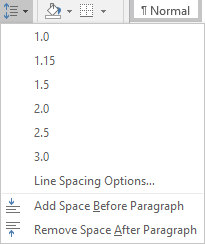 ¶ Normal
1.0
1.15
1.5
2.0
2.5
3.0
Line Spacing Options...
Add Space Before Paragraph
Remove Space After Paragraph